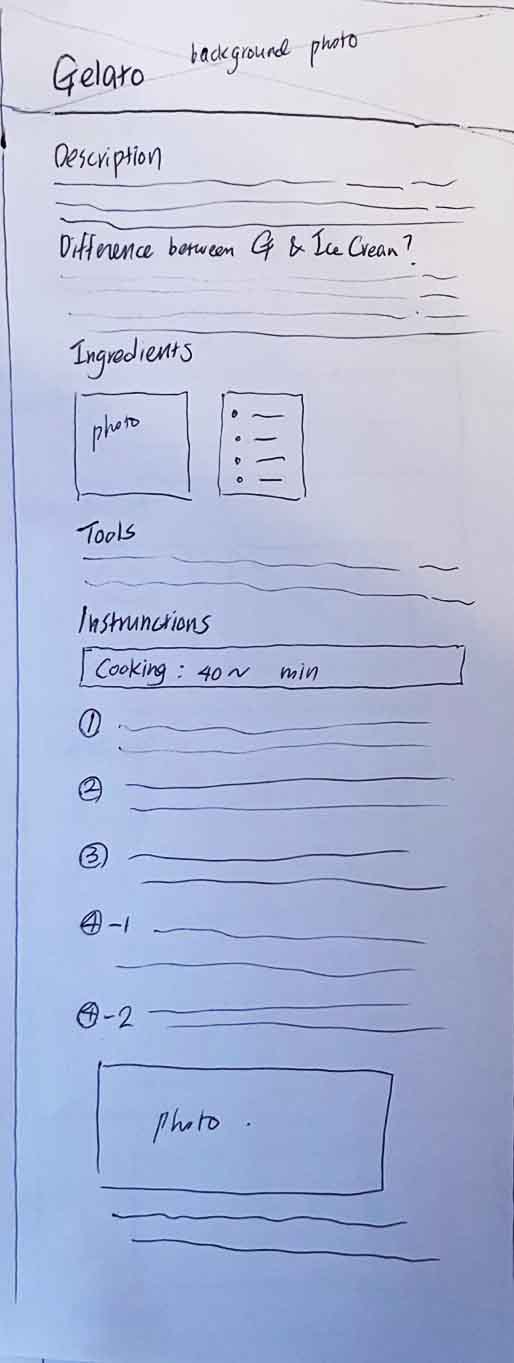 background photo
Gelato
Description
Difference between G & Ice Crean?
Ingredients
photo
Tools
Instrunctions
Cooking : 40~ min
①
②
③
④-1
④-2
photo.